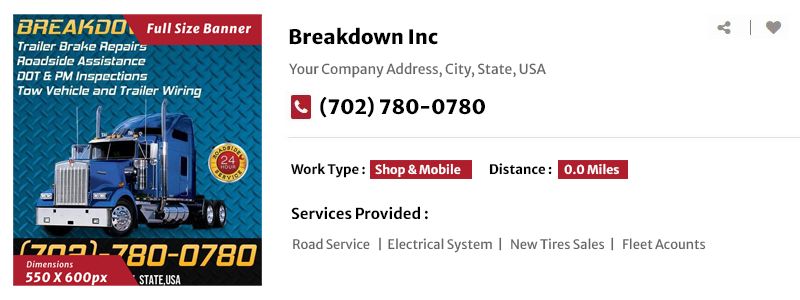 BREAKDOW
Full Size Banner
Trailer Brake Repairs
Roadside Assistance
DOT & PM Inspections
Tow Vehicle and Trailer Wiring
ROADSIDE
24
HOUR
SERVICE
(702)-780-0780
Dimensions
550 X 600px
STATE,USA
Breakdown Inc
Your Company Address, City, State, USA
(702) 780-0780
Work Type : Shop & Mobile Distance : 0.0 Miles
Services Provided :
Road Service | Electrical System | New Tires Sales | Fleet Acounts